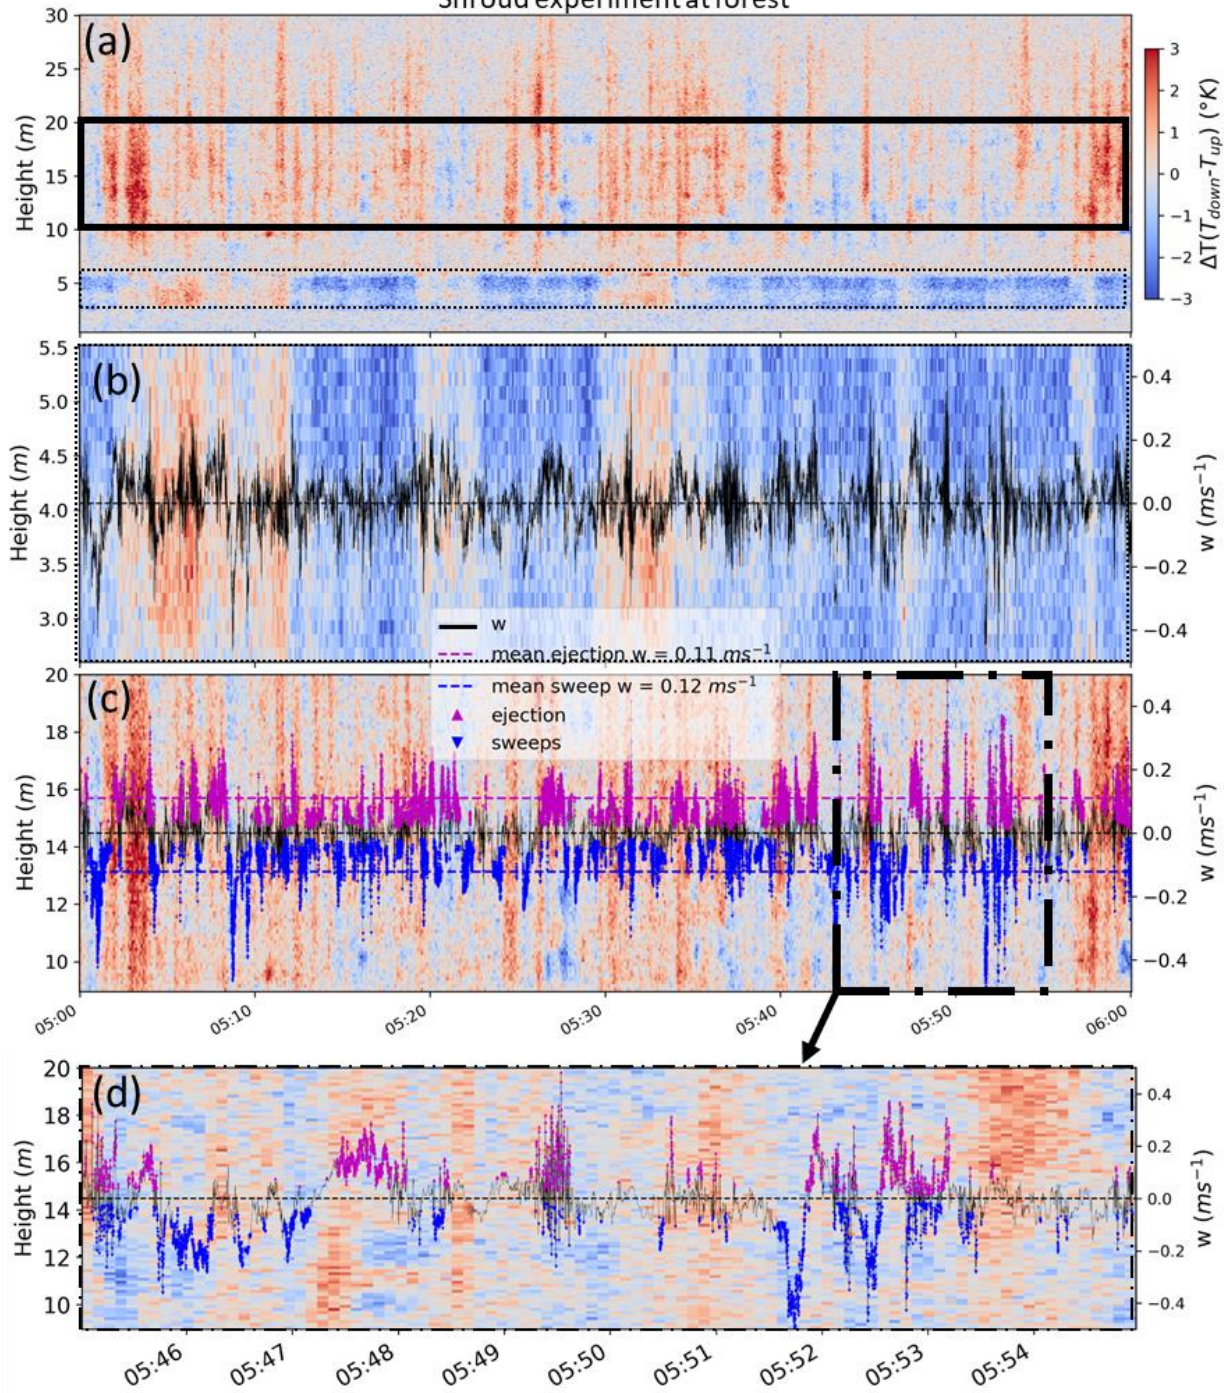 Shroud experiment at forest
(a)
30
25
20
15
10
5
Height (m)
3
2
1
0
−1
−2
−3
ΔT(T_down-T_up) (°K)
(b)
5.5
5.0
4.5
4.0
3.5
3.0
Height (m)
0.4
0.2
0.0
−0.2
−0.4
w (ms⁻¹)
w
mean ejection w = 0.11 ms⁻¹
mean sweep w = 0.12 ms⁻¹
ejection
sweeps
(c)
20
18
16
14
12
10
Height (m)
0.4
0.2
0.0
−0.2
−0.4
w (ms⁻¹)
05:00 05:10 05:20 05:30 05:40 05:50 06:00
(d)
20
18
16
14
12
10
Height (m)
0.4
0.2
0.0
−0.2
−0.4
w (ms⁻¹)
05:46 05:47 05:48 05:49 05:50 05:51 05:52 05:53 05:54